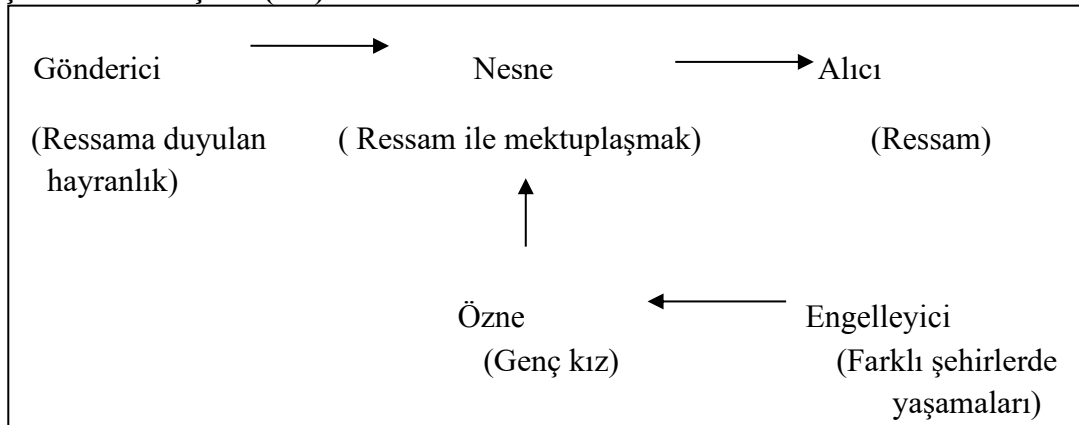 Gönderici Nesne Alıcı
(Ressama duyulan ( Ressam ile mektuplaşmak) (Ressam)
hayranlık)
Özne Engelleyici
(Genç kız) (Farklı şehirlerde
yaşamaları)